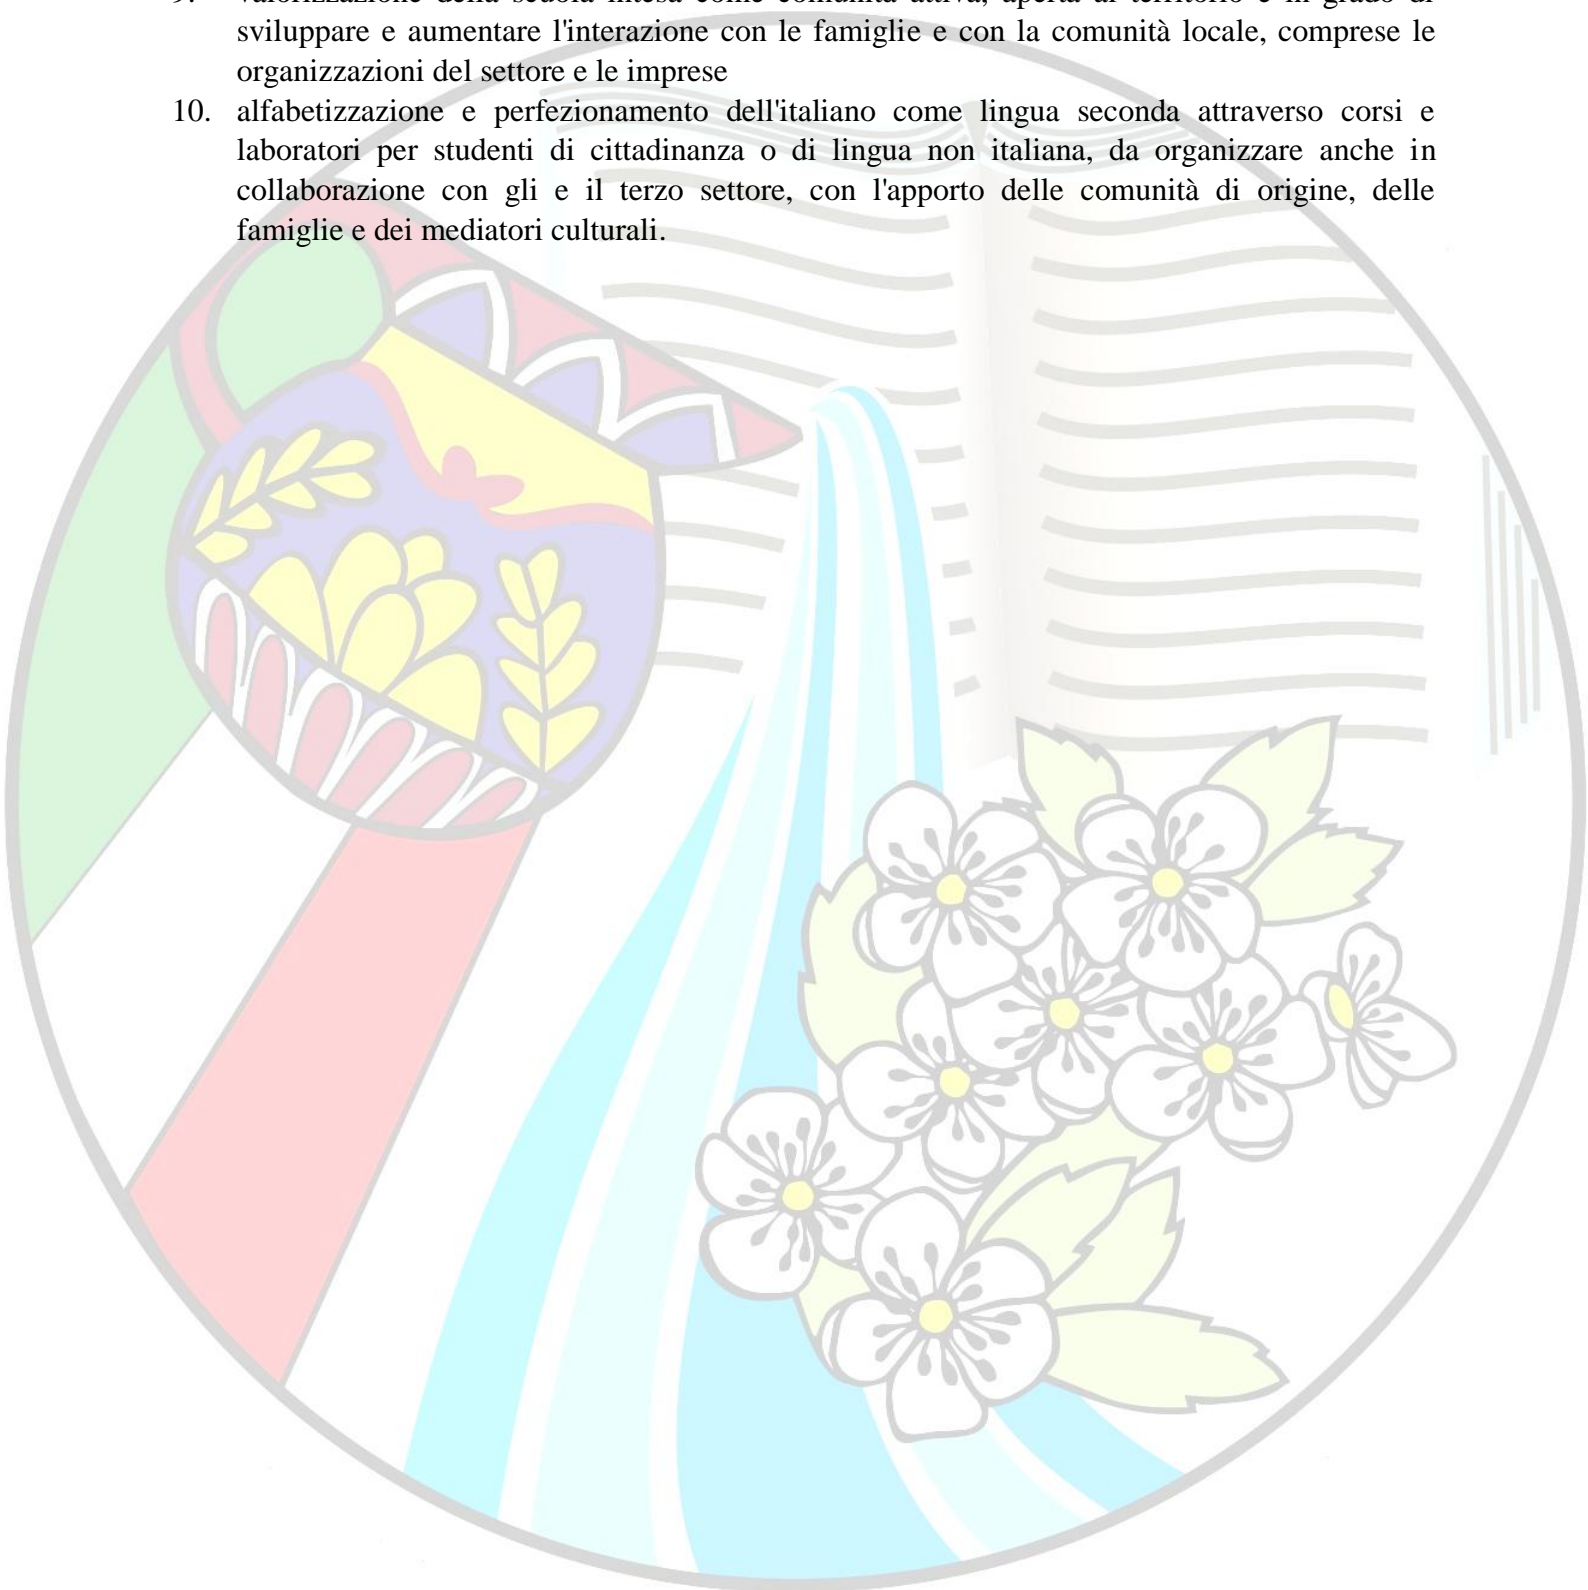 9. valorizzazione della scuola intesa come comunità attiva, aperta al territorio e in grado di
sviluppare e aumentare l'interazione con le famiglie e con la comunità locale, comprese le
organizzazioni del settore e le imprese
10. alfabetizzazione e perfezionamento dell'italiano come lingua seconda attraverso corsi e
laboratori per studenti di cittadinanza o di lingua non italiana, da organizzare anche in
collaborazione con gli e il terzo settore, con l'apporto delle comunità di origine, delle
famiglie e dei mediatori culturali.